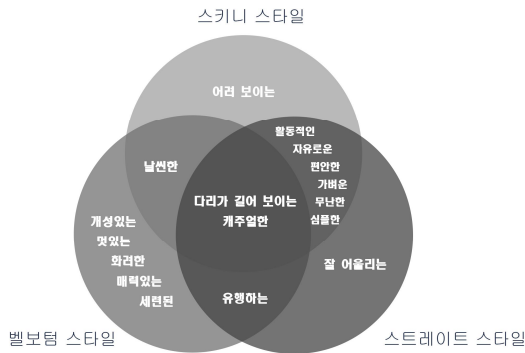 스키니 스타일
어려 보이는
활동적인
자유로운
편안한
가벼운
무난한
심플한
날씬한
다리가 길어 보이는
캐주얼한
개성있는
멋있는
화려한
매력있는
세련된
잘 어울리는
유행하는
벨보텀 스타일
스트레이트 스타일